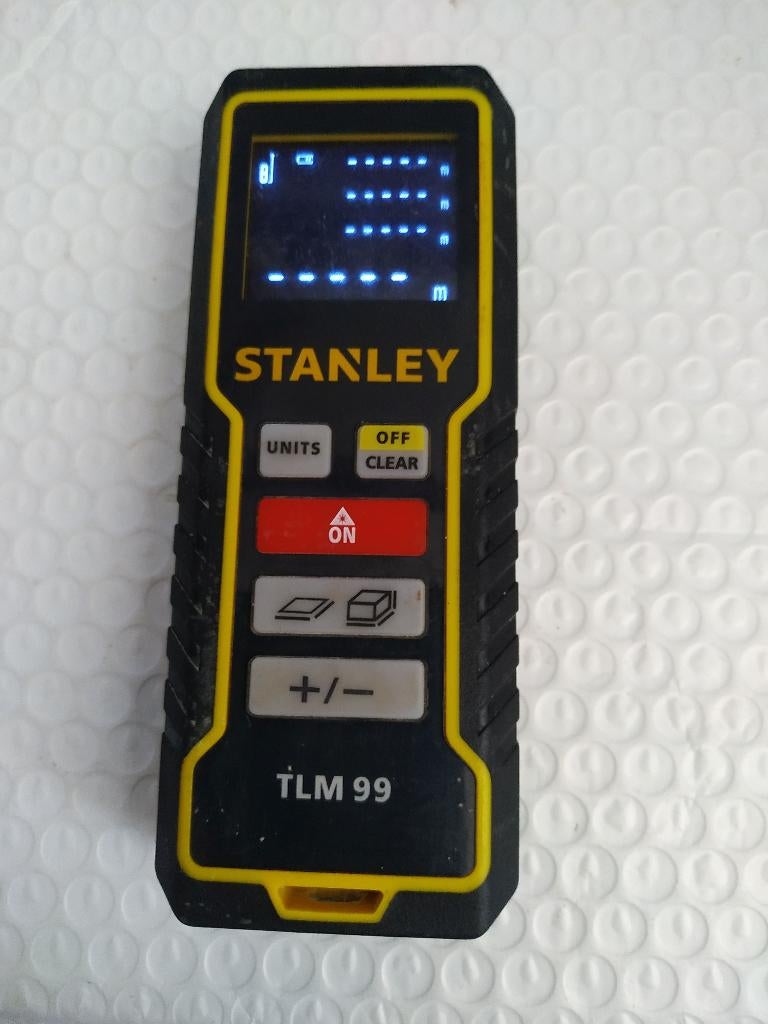 - - - - - m
- - - - - m
- - - - - m
- - - - - m
STANLEY
UNITS
OFF
CLEAR
ON
+/−
TLM 99